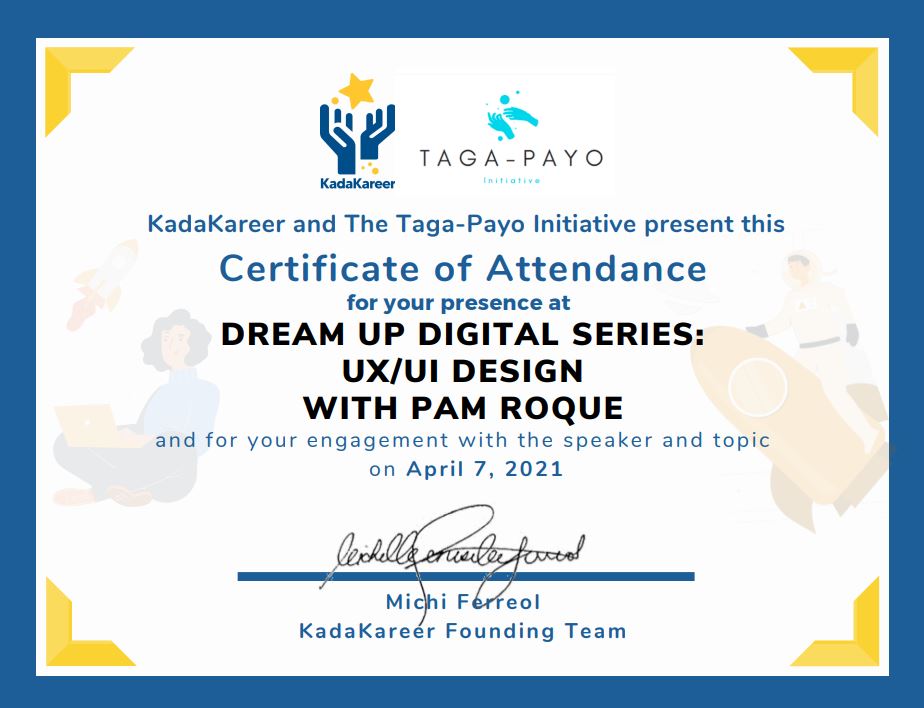 KadaKareer
TAGA-PAYO
Initiative
KadaKareer and The Taga-Payo Initiative present this
Certificate of Attendance
for your presence at
DREAM UP DIGITAL SERIES:
UX/UI DESIGN
WITH PAM ROQUE
and for your engagement with the speaker and topic
on April 7, 2021
Michi Ferreol
KadaKareer Founding Team